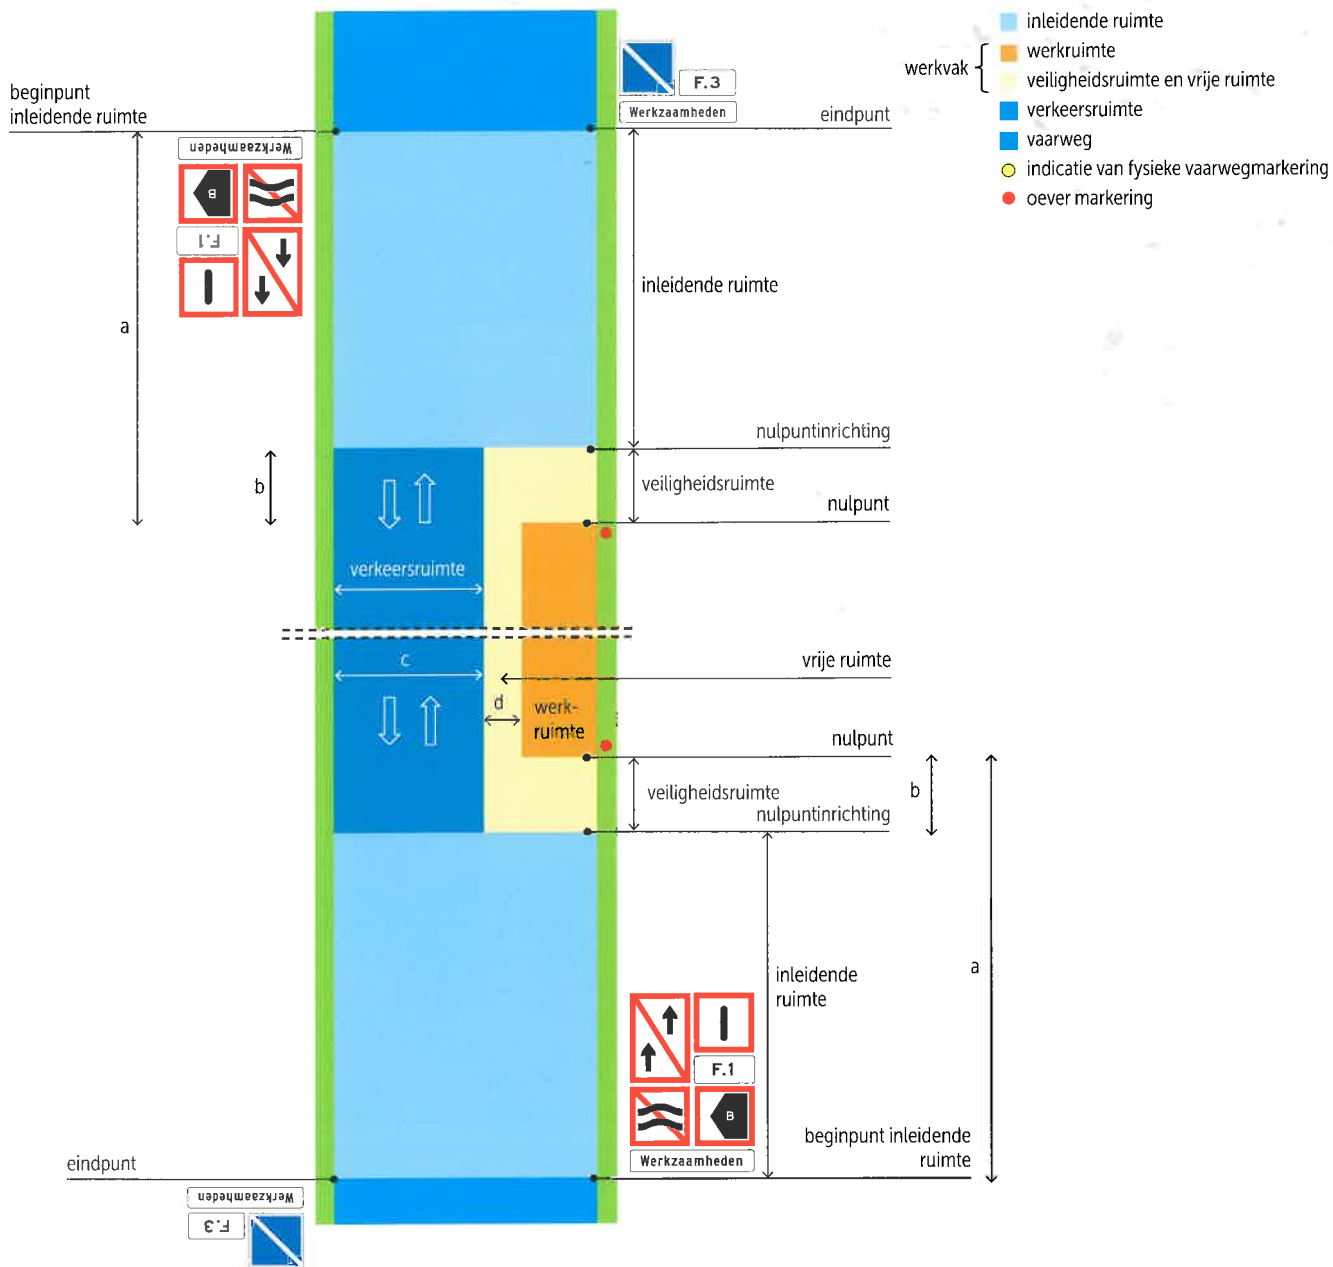 inleidende ruimte
werkruimte
werkvak
veiligheidsruimte en vrije ruimte
verkeersruimte
vaarweg
indicatie van fysieke vaarwegmarkering
oever markering
F.3
Werkzaamheden
beginpunt
inleidende ruimte
eindpunt
Werkzaamheden
B
F.1
a
inleidende ruimte
nulpuntinrichting
b
veiligheidsruimte
nulpunt
verkeersruimte
c
vrije ruimte
d
werk-
ruimte
nulpunt
veiligheidsruimte
b
nulpuntinrichting
a
inleidende
ruimte
F.1
B
Werkzaamheden
beginpunt inleidende
ruimte
eindpunt
Werkzaamheden
F.3